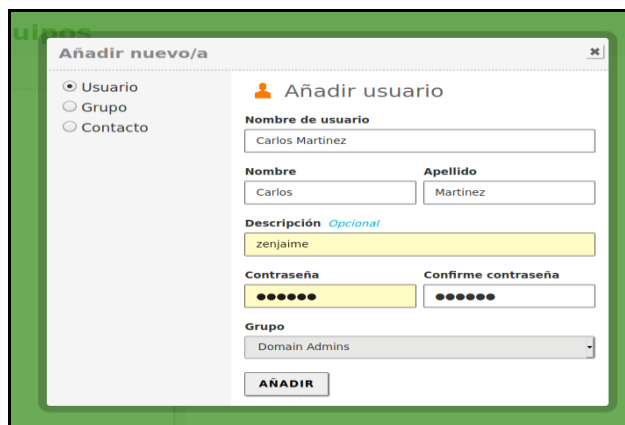 uipos
Añadir nuevo/a
Usuario
Grupo
Contacto
Añadir usuario
Nombre de usuario
Carlos Martinez
Nombre Apellido
Carlos Martinez
Descripción Opcional
zenjaime
Contraseña Confirme contraseña
●●●●●● ●●●●●●
Grupo
Domain Admins
AÑADIR